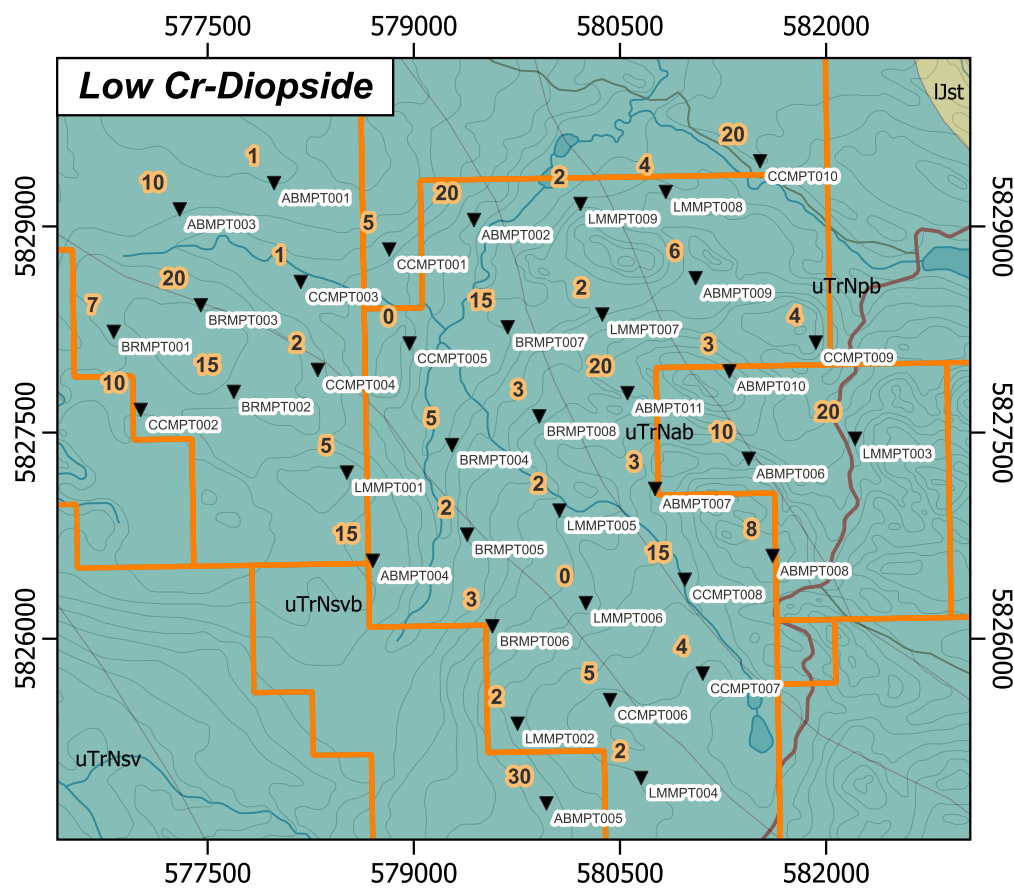 577500 579000 580500 582000
Low Cr-Diopside
lJst
20
CCMPT010
1
ABMPT001
10
ABMPT003
4
LMMPT008
2
LMMPT009
20
ABMPT002
5829000
5829000
5
CCMPT001
1
CCMPT003
6
ABMPT009
uTrNpb
20
BRMPT003
7
BRMPT001
15
BRMPT007
2
LMMPT007
4
CCMPT009
0
CCMPT005
2
CCMPT004
3
ABMPT010
15
BRMPT002
20
ABMPT011
10
CCMPT002
3
BRMPT008
20
LMMPT003
5827500
5827500
uTrNab
5
BRMPT004
10
ABMPT006
5
LMMPT001
3
ABMPT007
2
LMMPT005
2
BRMPT005
8
ABMPT008
15
ABMPT004
15
CCMPT008
0
LMMPT006
uTrNsvb
3
BRMPT006
5826000
5826000
4
CCMPT007
5
CCMPT006
2
LMMPT002
uTrNsv
2
LMMPT004
30
ABMPT005
577500 579000 580500 582000